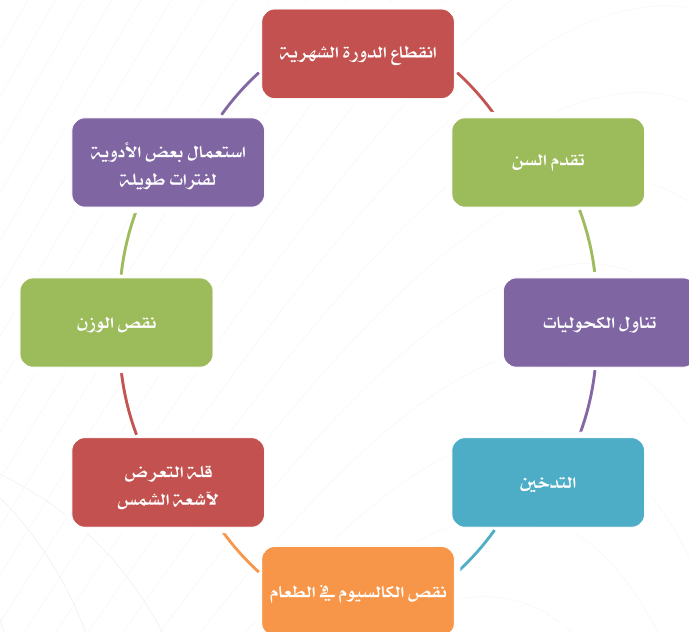 انقطاع الدورة الشهرية
تقدم السن
تناول الكحوليات
التدخين
نقص الكالسيوم في الطعام
قلة التعرض
لأشعة الشمس
نقص الوزن
استعمال بعض الأدوية
لفترات طويلة